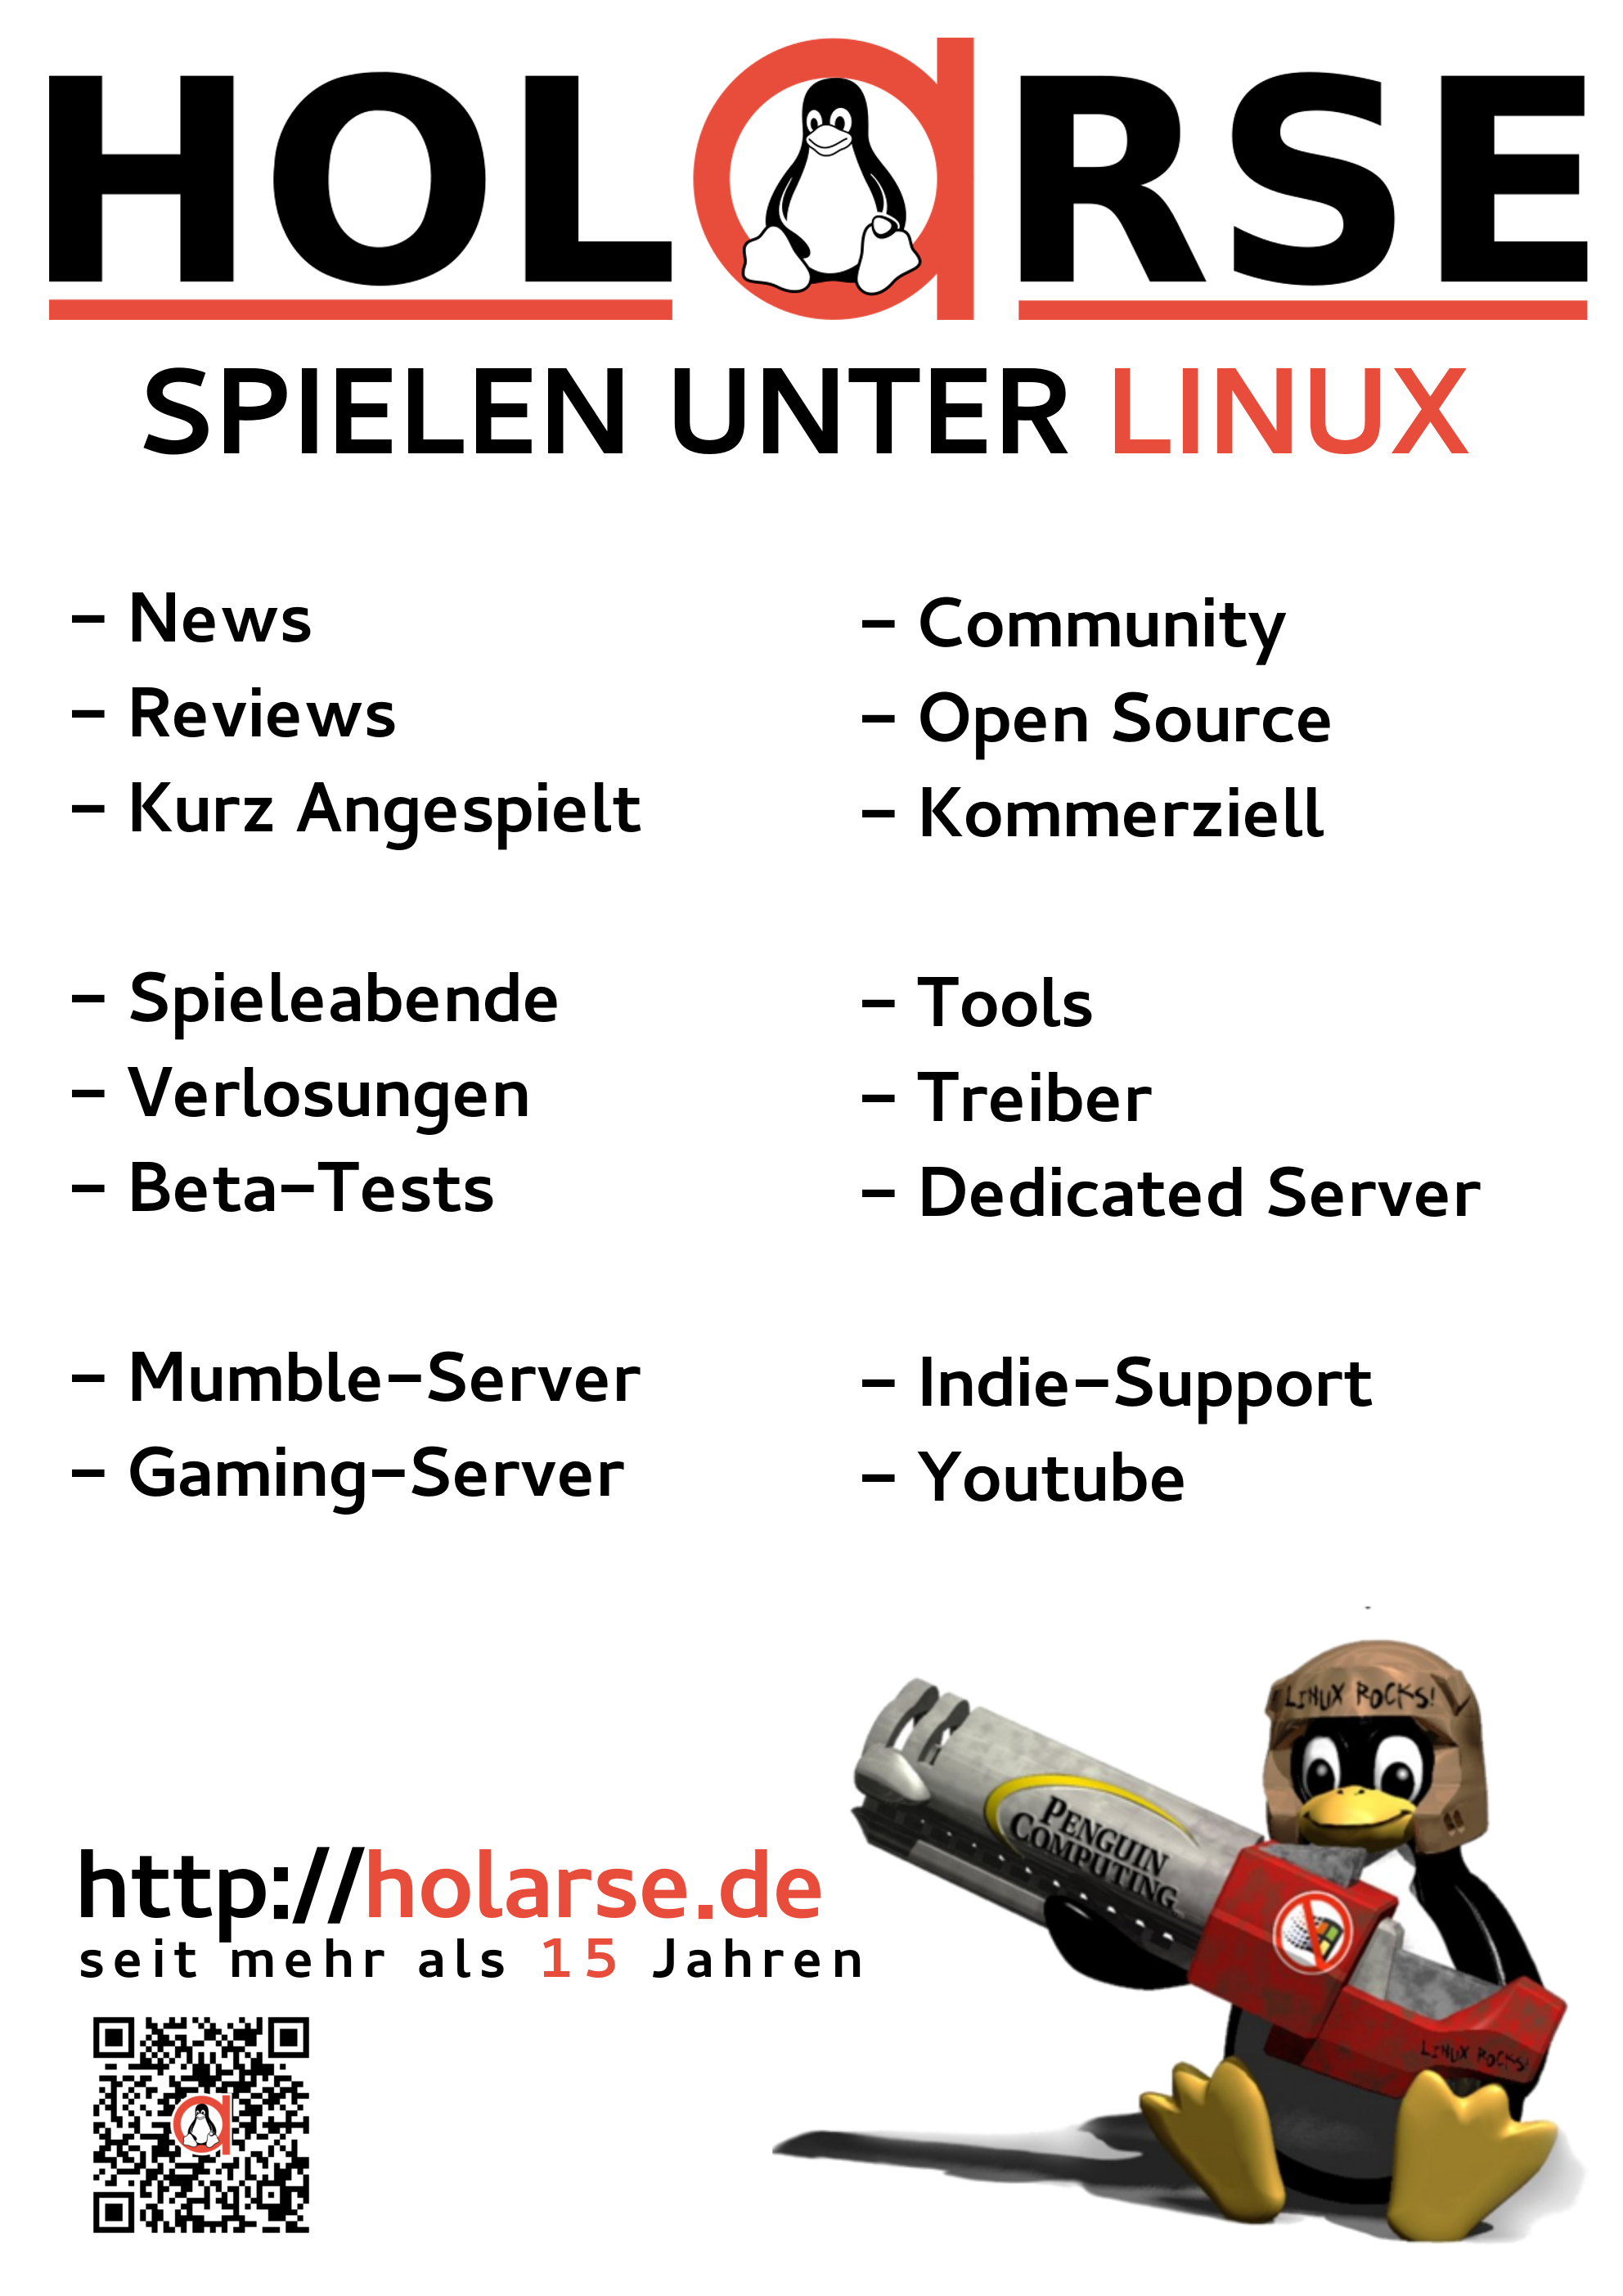 HOLaRSE
SPIELEN UNTER LINUX
- News
- Reviews
- Kurz Angespielt
- Spieleabende
- Verlosungen
- Beta-Tests
- Mumble-Server
- Gaming-Server
- Community
- Open Source
- Kommerziell
- Tools
- Treiber
- Dedicated Server
- Indie-Support
- Youtube
LINUX ROCKS!
PENGUIN
COMPUTING
LINUX ROCKS!
http://holarse.de
seit mehr als 15 Jahren